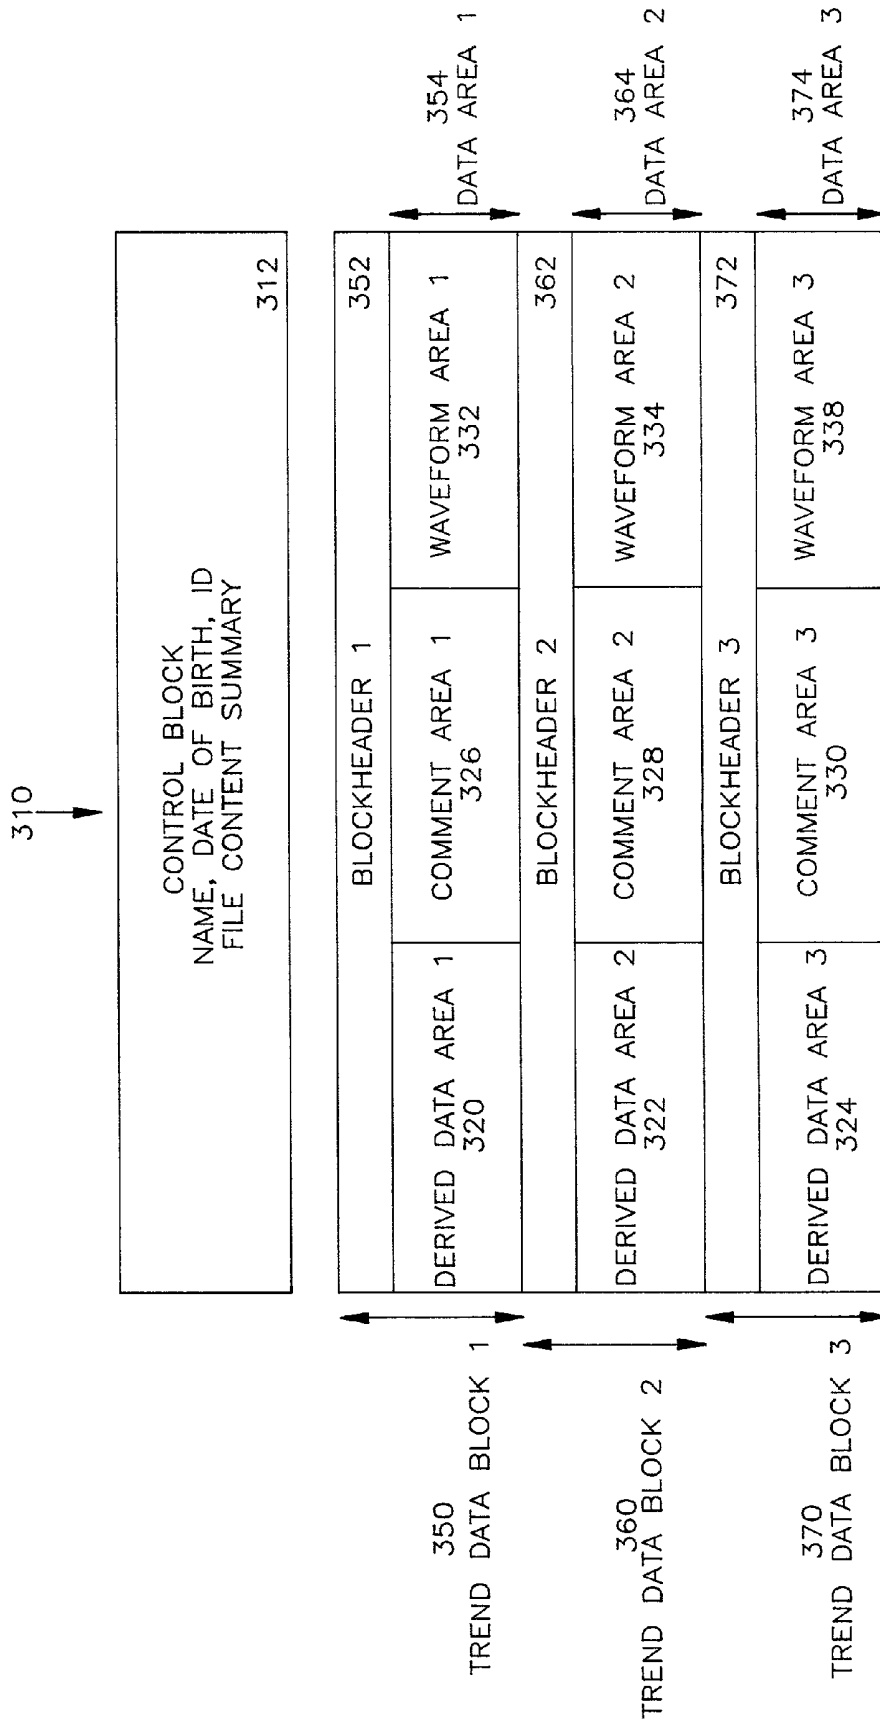 310
CONTROL BLOCK
NAME, DATE OF BIRTH, ID
FILE CONTENT SUMMARY
312
BLOCKHEADER 1
352
350
TREND DATA BLOCK 1
DERIVED DATA AREA 1
320
COMMENT AREA 1
326
WAVEFORM AREA 1
332
354
DATA AREA 1
BLOCKHEADER 2
362
360
TREND DATA BLOCK 2
DERIVED DATA AREA 2
322
COMMENT AREA 2
328
WAVEFORM AREA 2
334
364
DATA AREA 2
BLOCKHEADER 3
372
370
TREND DATA BLOCK 3
DERIVED DATA AREA 3
324
COMMENT AREA 3
330
WAVEFORM AREA 3
338
374
DATA AREA 3